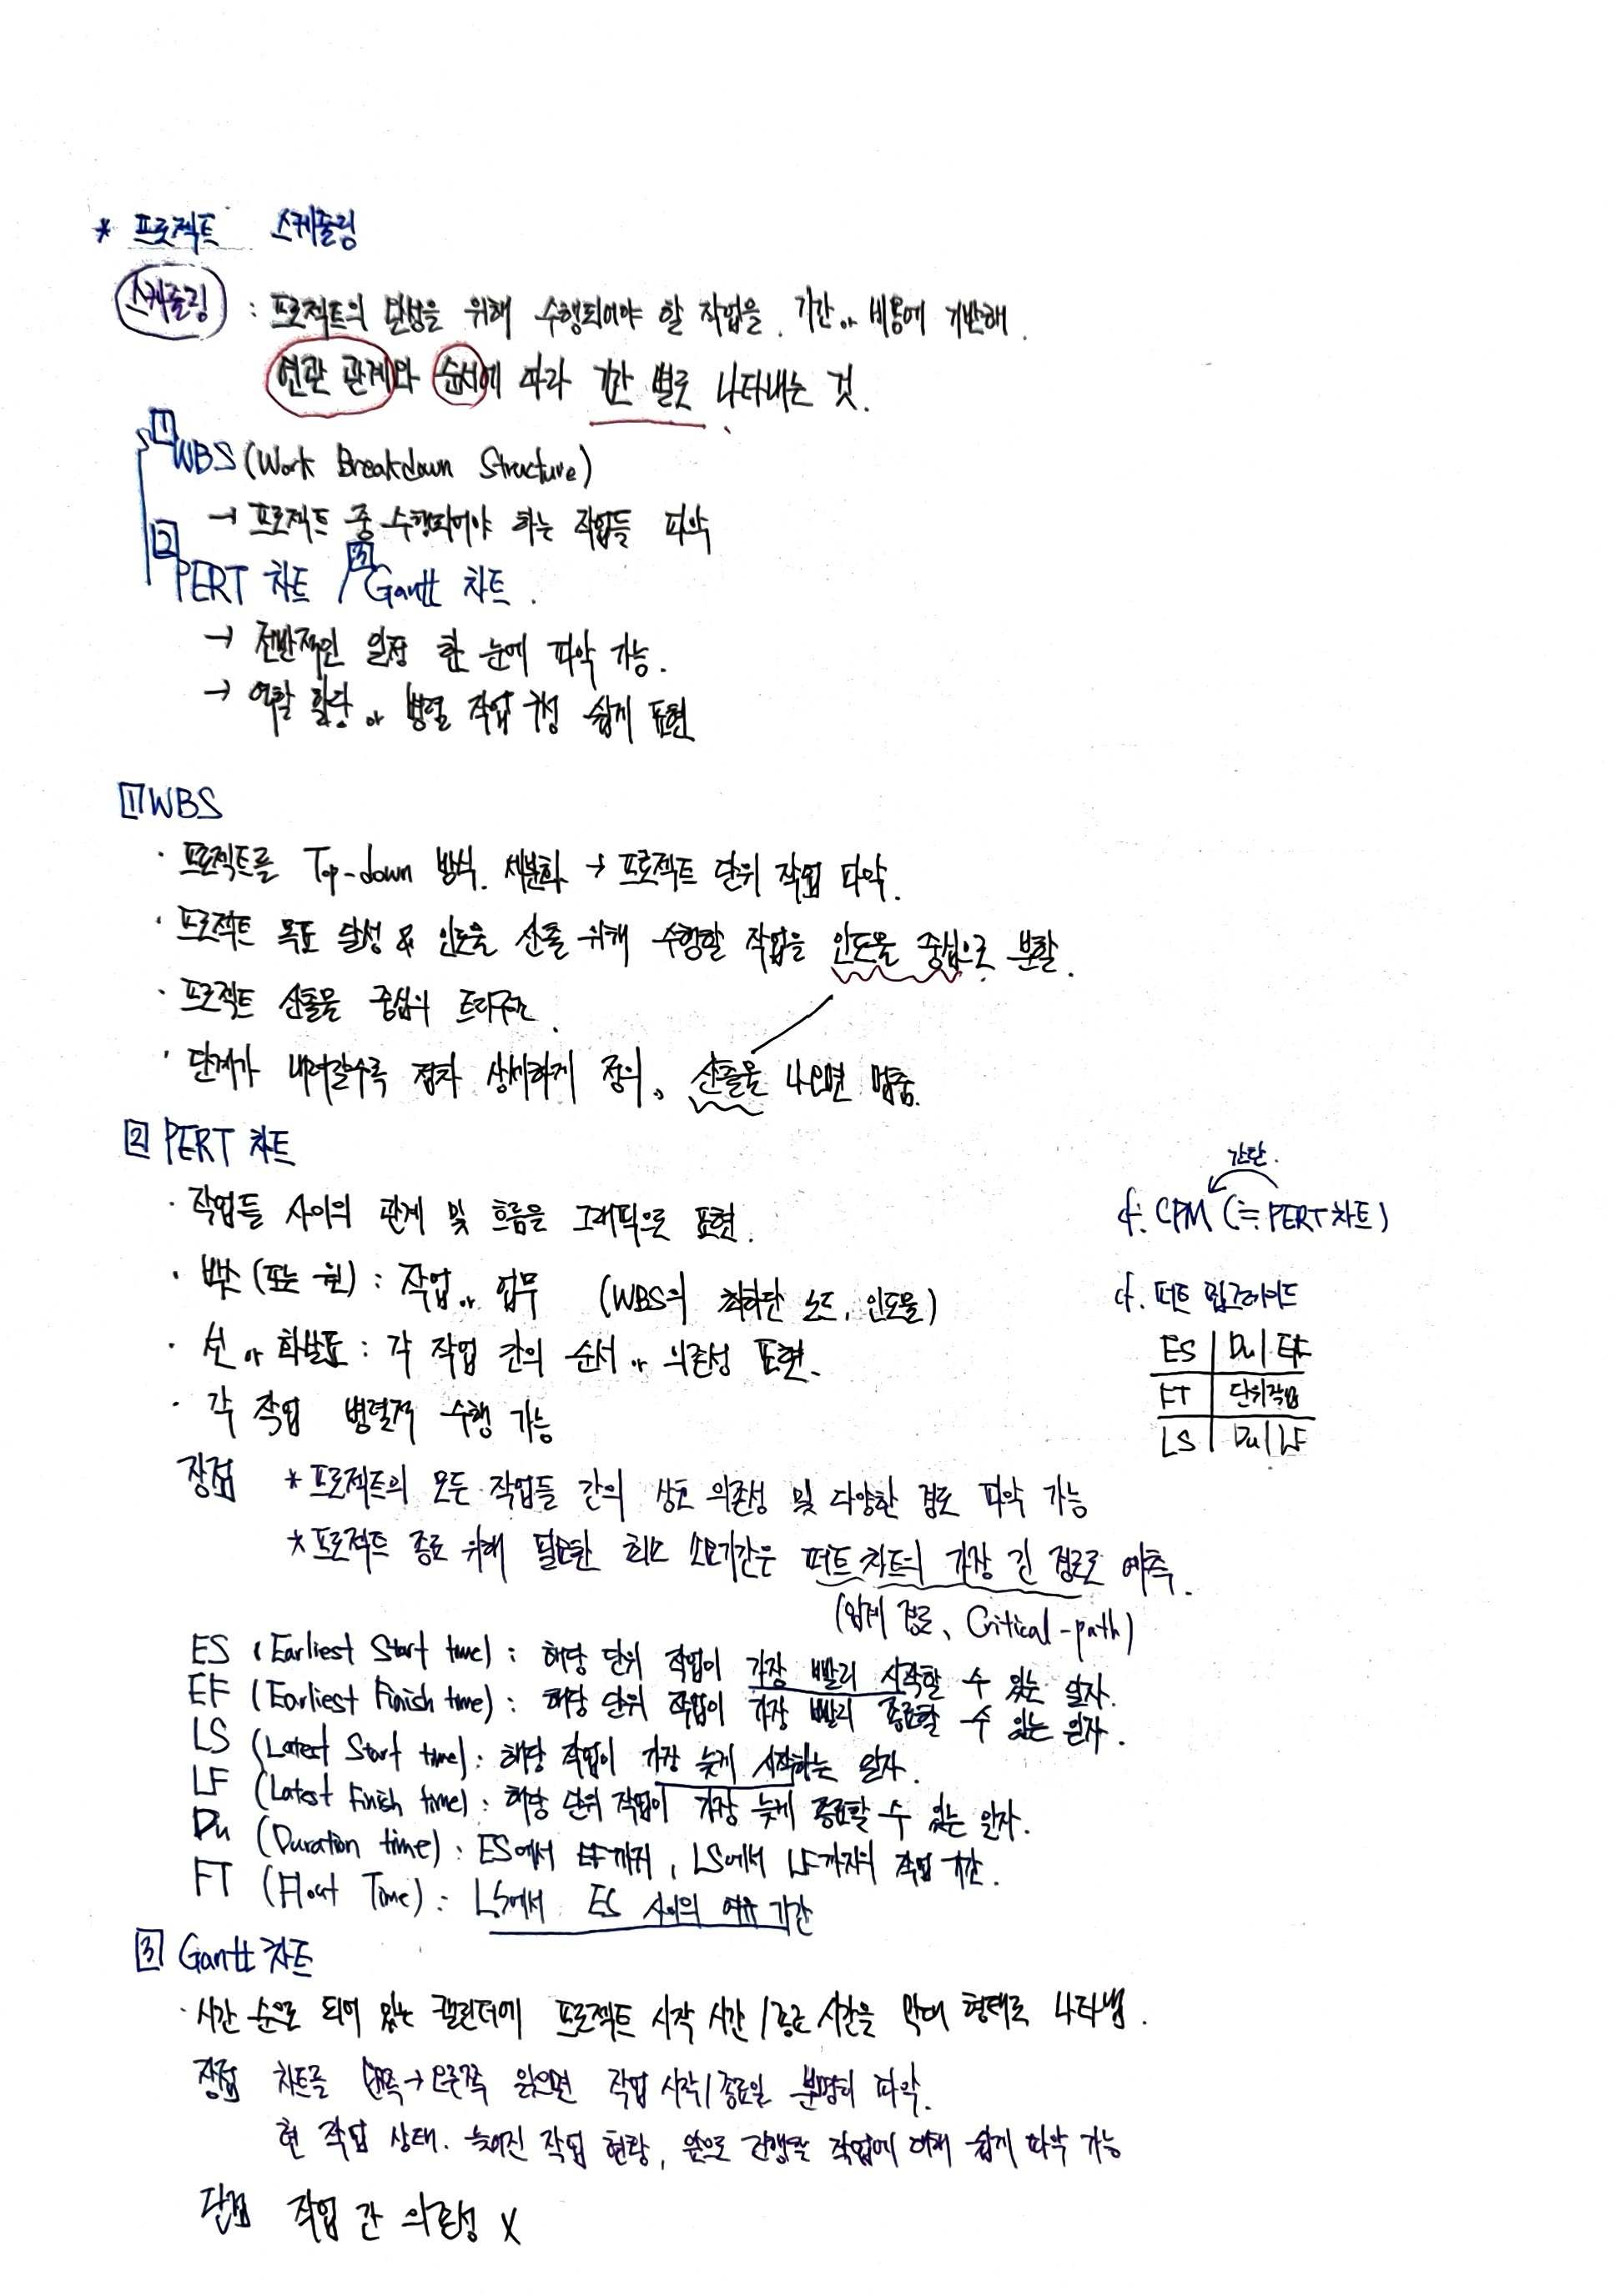 * 프로젝트 스케줄링
스케줄링 : 프로젝트의 달성을 위해 수행되어야 할 작업을, 기간 or 비용에 기반해
연관 관계와 순서에 따라 기간 별로 나타내는 것.
1 WBS (Work Breakdown Structure)
→ 프로젝트 중 수행되어야 하는 작업들 파악
2 PERT 차트 / 3 Gantt 차트.
→ 전반적인 일정 한 눈에 파악 가능.
→ 역할 할당 or 병렬 작업 구성 쉽게 표현
1 WBS
· 프로젝트를 Top-down 방식. 세분화 → 프로젝트 단위 작업 파악.
· 프로젝트 목표 달성 & 인도물 산출 위해 수행할 작업을 인도물 중심으로 분할.
· 프로젝트 산출물 중심의 트리구조.
· 단계가 내려갈수록 점차 상세하게 정의, 산출물 나오면 멈춤.
2 PERT 차트
· 작업들 사이의 관계 및 흐름을 그래픽으로 표현.
간단.
cf. CPM (≒ PERT 차트)
· 박스 (또는 원) : 작업 or 업무 (WBS의 최하단 노드, 인도물)
· 선 or 화살표 : 각 작업 간의 순서 or 의존성 표현.
· 각 작업 병렬적 수행 가능
cf. 퍼트
ES | Du | EF
FT | 단위작업
LS | Du | LF
장점 * 프로젝트의 모든 작업들 간의 상호 의존성 및 다양한 경로 파악 가능
* 프로젝트 종료 위해 필요한 최소 소요기간은 퍼트 차트의 가장 긴 경로로 예측.
(임계 경로, Critical-path)
ES (Earliest Start time) : 해당 단위 작업이 가장 빨리 시작할 수 있는 일자.
EF (Earliest Finish time) : 해당 단위 작업이 가장 빨리 종료할 수 있는 일자.
LS (Latest Start time) : 해당 작업이 가장 늦게 시작하는 일자.
LF (Latest Finish time) : 해당 단위 작업이 가장 늦게 종료할 수 있는 일자.
Du (Duration time) : ES에서 EF까지, LS에서 LF까지의 작업 기간.
FT (Float Time) : LS에서 ES 사이의 여유 기간
3 Gantt 차트
· 시간 순으로 되어 있는 캘린더에 프로젝트 시작 시간 / 종료 시간을 막대 형태로 나타냄.
장점 차트를 왼쪽→오른쪽 읽으면 작업 시작/종료일 분명히 파악.
현 작업 상태. 늦어진 작업 현황, 앞으로 진행할 작업에 대해 쉽게 파악 가능
단점 작업 간 의존성 X